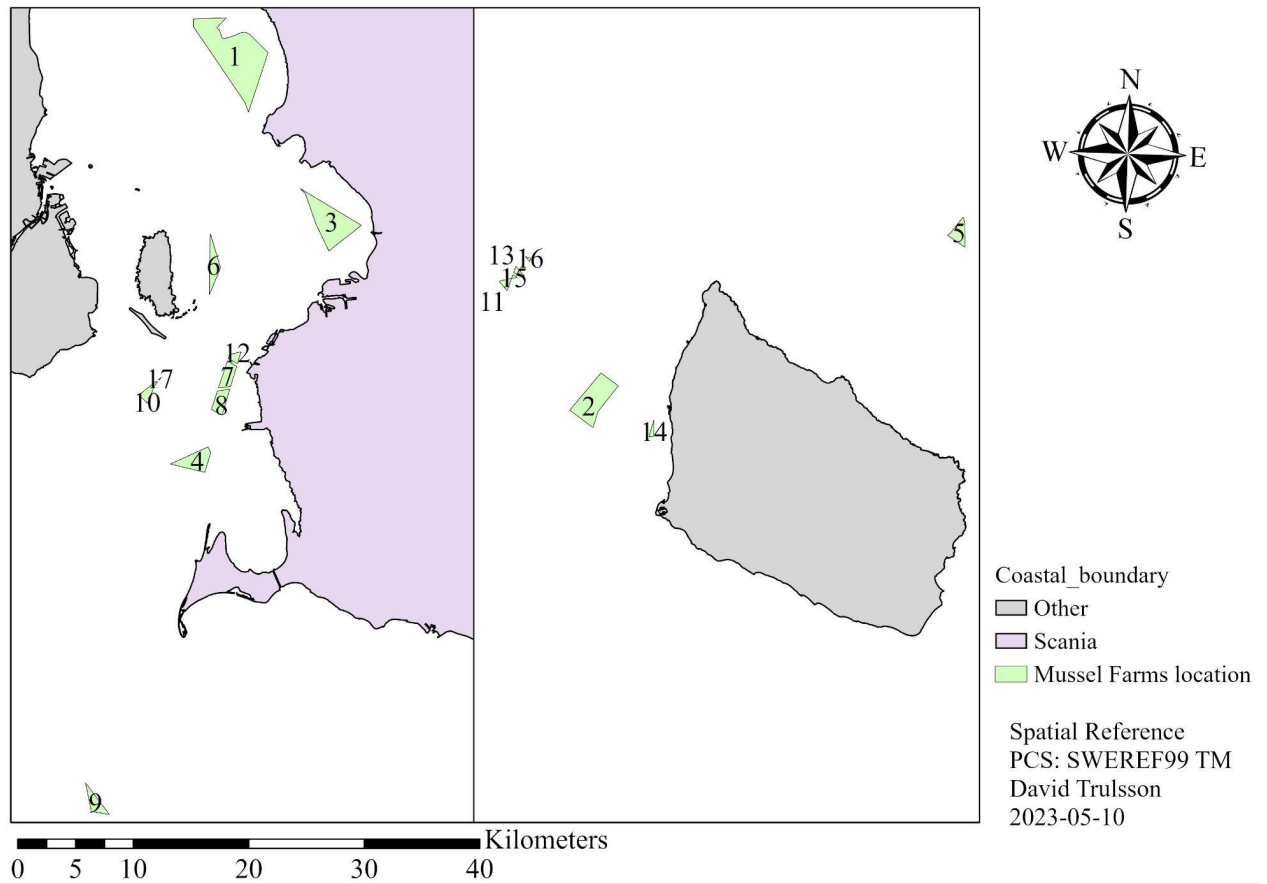 1
3
6
12
7
8
17
10
4
9
13
16
15
11
5
2
14
N
W
E
S
Coastal_boundary
Other
Scania
Mussel Farms location
Spatial Reference
PCS: SWEREF99 TM
David Trulsson
2023-05-10
Kilometers
0 5 10 20 30 40